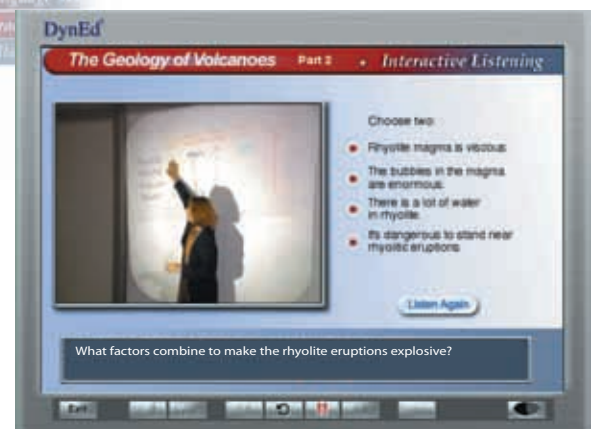 DynEd
The Geology of Volcanoes Part 2 • Interactive Listening
Choose two:
Rhyolite magma is viscous
The bubbles in the magma
are enormous.
There is a lot of water
in rhyolite.
It's dangerous to stand near
rhyolitic eruptions
Listen Again
What factors combine to make the rhyolite eruptions explosive?
Exit